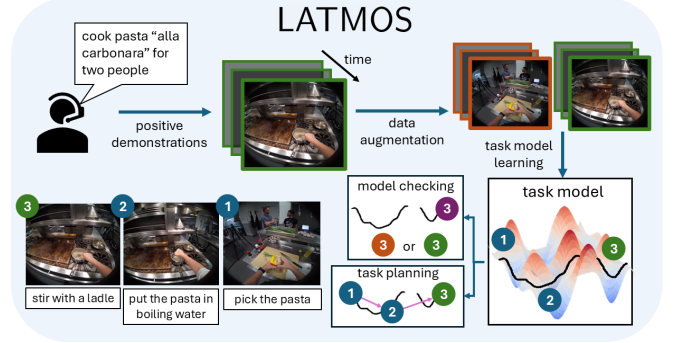 LATMOS
cook pasta “alla
carbonara” for
two people
time
positive
demonstrations
data
augmentation
task model
learning
model checking
3
3 or 3
task planning
1
2
3
task model
1
2
3
3
2
1
stir with a ladle
put the pasta in
boiling water
pick the pasta